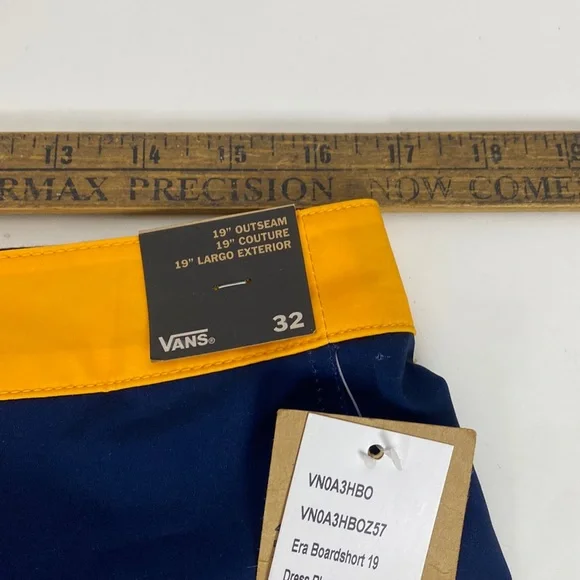 13 14 15 16 17 18 19
RMAX PRECISION NOW COME
19" OUTSEAM
19" COUTURE
19" LARGO EXTERIOR
VANS®
32
VN0A3HBO
VN0A3HBOZ57
Era Boardshort 19